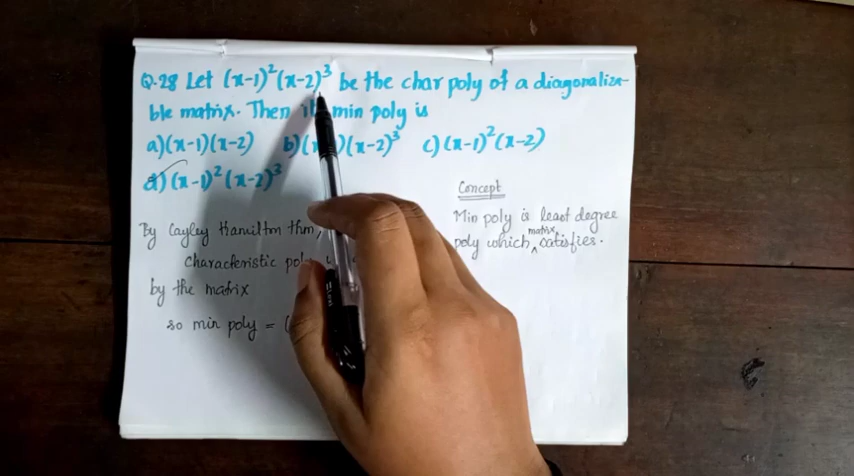 Q.28 Let (x-1)²(x-2)³ be the char poly of a diagonaliza-
ble matrix. Then min poly is
a)(x-1)(x-2) b) (x-2)³ c)(x-1)²(x-2)
d)(x-1)²(x-2)³
Concept
Min poly is least degree
poly which matrix satisfies.
By Cayley Hamilton thm,
Characteristic
by the matrix
so min poly =